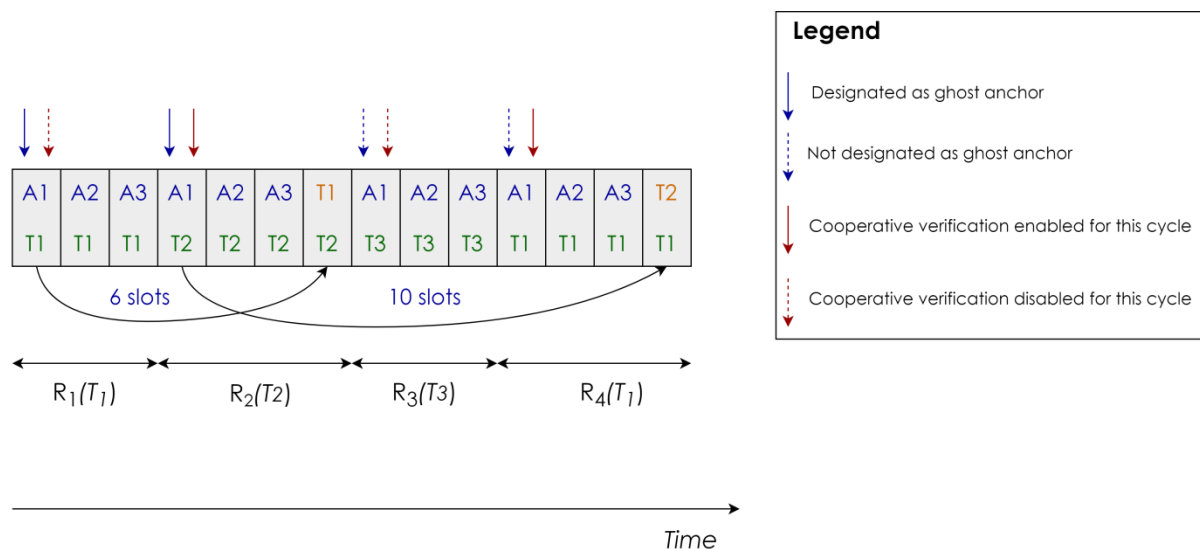 Legend
Designated as ghost anchor
Not designated as ghost anchor
Cooperative verification enabled for this cycle
Cooperative verification disabled for this cycle
A1 A2 A3 A1 A2 A3 T1 A1 A2 A3 A1 A2 A3 T2
T1 T1 T1 T2 T2 T2 T2 T3 T3 T3 T1 T1 T1 T1
6 slots 10 slots
R1(T1) R2(T2) R3(T3) R4(T1)
Time